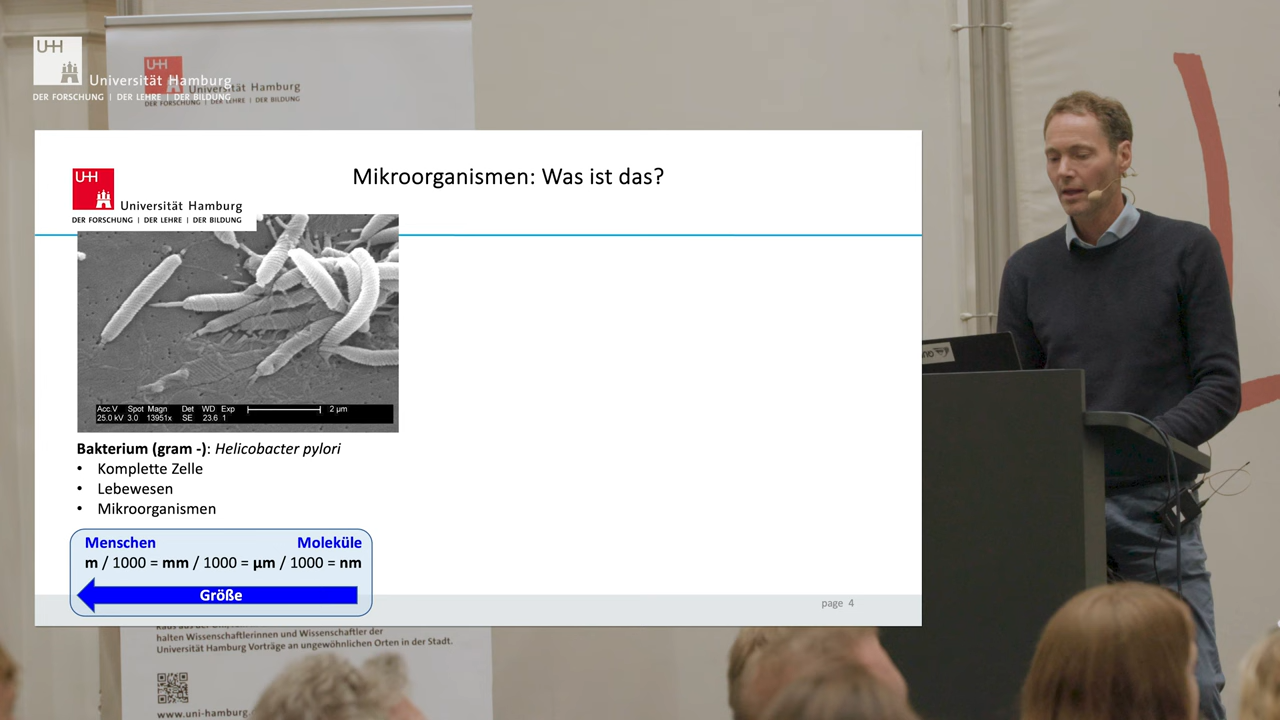 UHH
Universität Hamburg
DER FORSCHUNG | DER LEHRE | DER BILDUNG
UHH
Universität Hamburg
DER FORSCHUNG | DER LEHRE | DER BILDUNG
Mikroorganismen: Was ist das?
UHH
Universität Hamburg
DER FORSCHUNG | DER LEHRE | DER BILDUNG
Acc.V Spot Magn Det WD Exp 2 µm
25.0 kV 3.0 13951x SE 23.6 1
Bakterium (gram -): Helicobacter pylori
• Komplette Zelle
• Lebewesen
• Mikroorganismen
Menschen Moleküle
m / 1000 = mm / 1000 = µm / 1000 = nm
Größe
page 4
halten Wissenschaftlerinnen und Wissenschaftler der
Universität Hamburg Vorträge an ungewöhnlichen Orten in der Stadt.
www.uni-hamburg